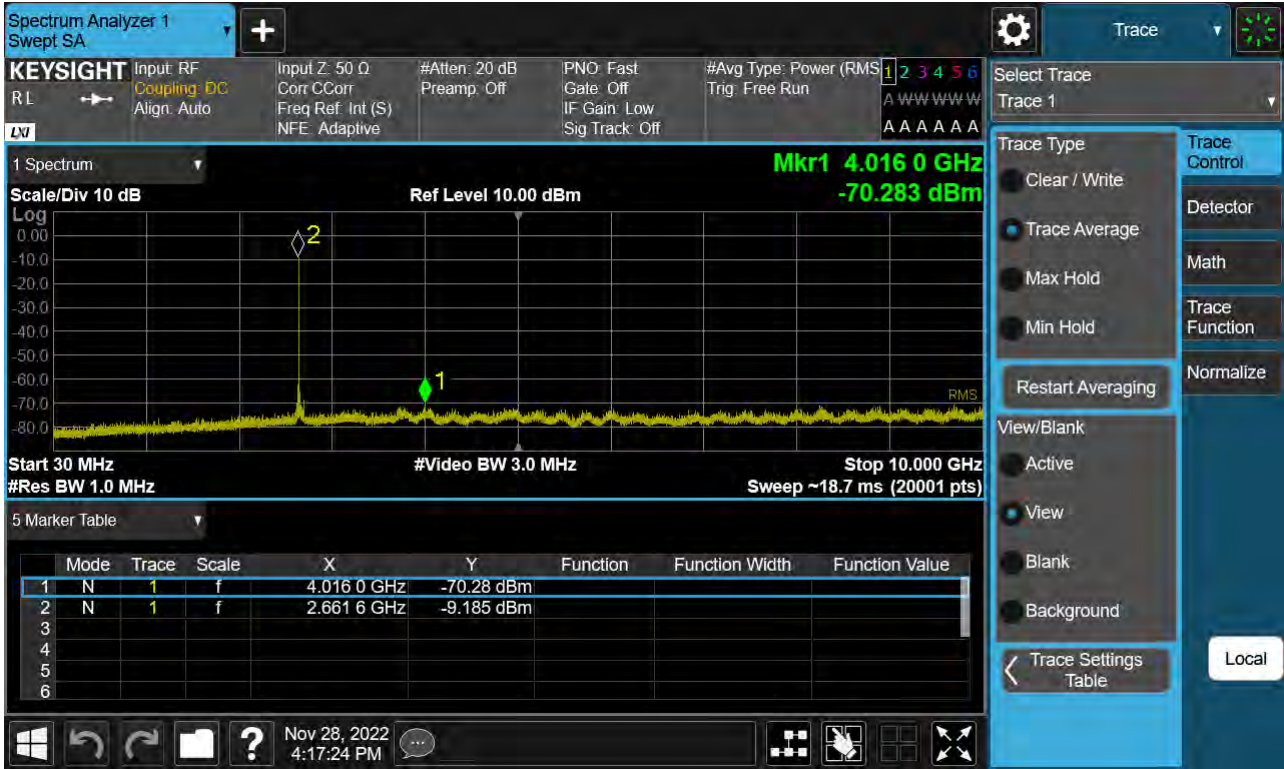 Spectrum Analyzer 1
Swept SA
Trace
KEYSIGHT
RL
LXI
Input: RF
Coupling: DC
Align: Auto
Input Z: 50 Ω
Corr CCorr
Freq Ref: Int (S)
NFE: Adaptive
#Atten: 20 dB
Preamp: Off
PNO: Fast
Gate: Off
IF Gain: Low
Sig Track: Off
#Avg Type: Power (RMS
Trig: Free Run
1 2 3 4 5 6
A W W W W W
A A A A A A
Select Trace
Trace 1
1 Spectrum
Mkr1 4.016 0 GHz
Scale/Div 10 dB
Ref Level 10.00 dBm
-70.283 dBm
Log
0.00
-10.0
-20.0
-30.0
-40.0
-50.0
-60.0
-70.0
-80.0
2
1
RMS
Start 30 MHz
#Video BW 3.0 MHz
Stop 10.000 GHz
#Res BW 1.0 MHz
Sweep ~18.7 ms (20001 pts)
5 Marker Table
Mode Trace Scale X Y Function Function Width Function Value
1 N 1 f 4.016 0 GHz -70.28 dBm
2 N 1 f 2.661 6 GHz -9.185 dBm
3
4
5
6
Trace Type
Clear / Write
Trace Average
Max Hold
Min Hold
Restart Averaging
View/Blank
Active
View
Blank
Background
Trace Settings
Table
Trace
Control
Detector
Math
Trace
Function
Normalize
Local
?
Nov 28, 2022
4:17:24 PM